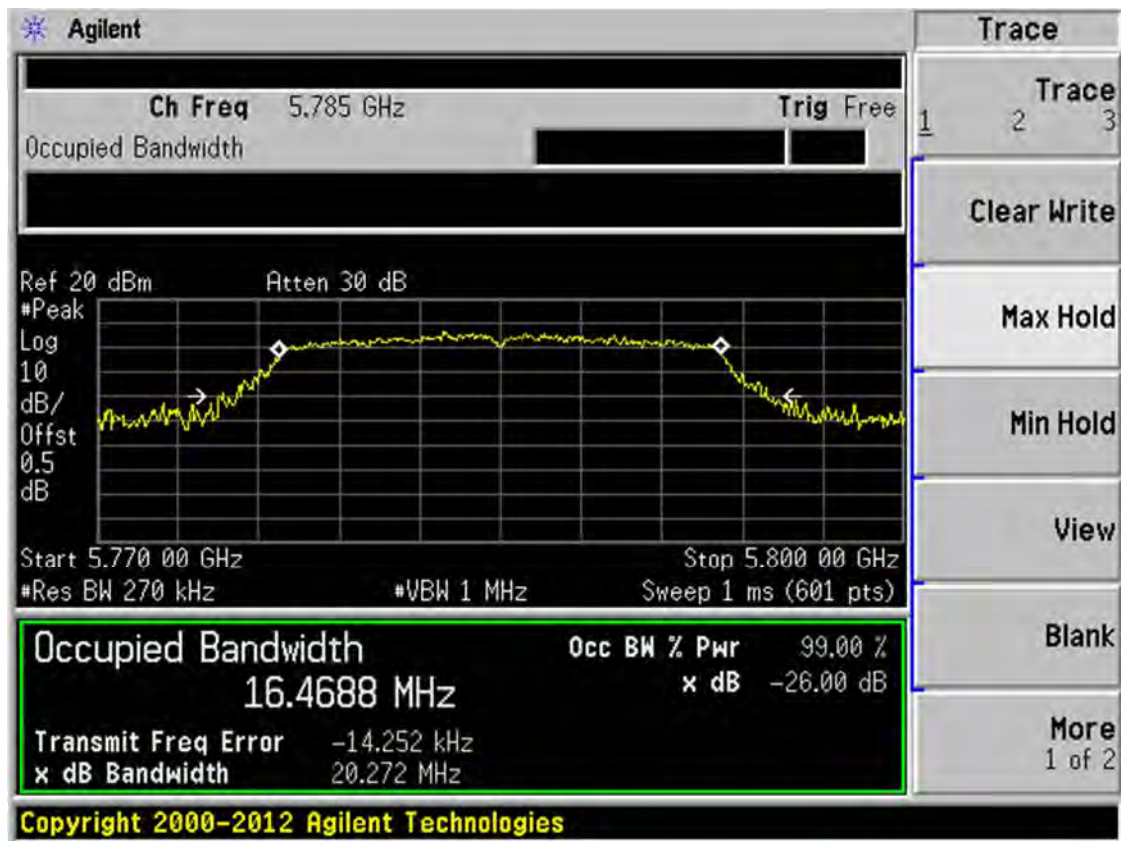 Agilent
Trace
Ch Freq 5.785 GHz Trig Free
Occupied Bandwidth
Trace
1 2 3
Clear Write
Max Hold
Min Hold
View
Blank
More
1 of 2
Ref 20 dBm Atten 30 dB
#Peak
Log
10
dB/
Offst
0.5
dB
Start 5.770 00 GHz Stop 5.800 00 GHz
#Res BW 270 kHz #VBW 1 MHz Sweep 1 ms (601 pts)
Occupied Bandwidth
16.4688 MHz
Occ BW % Pwr 99.00 %
x dB -26.00 dB
Transmit Freq Error -14.252 kHz
x dB Bandwidth 20.272 MHz
Copyright 2000-2012 Agilent Technologies